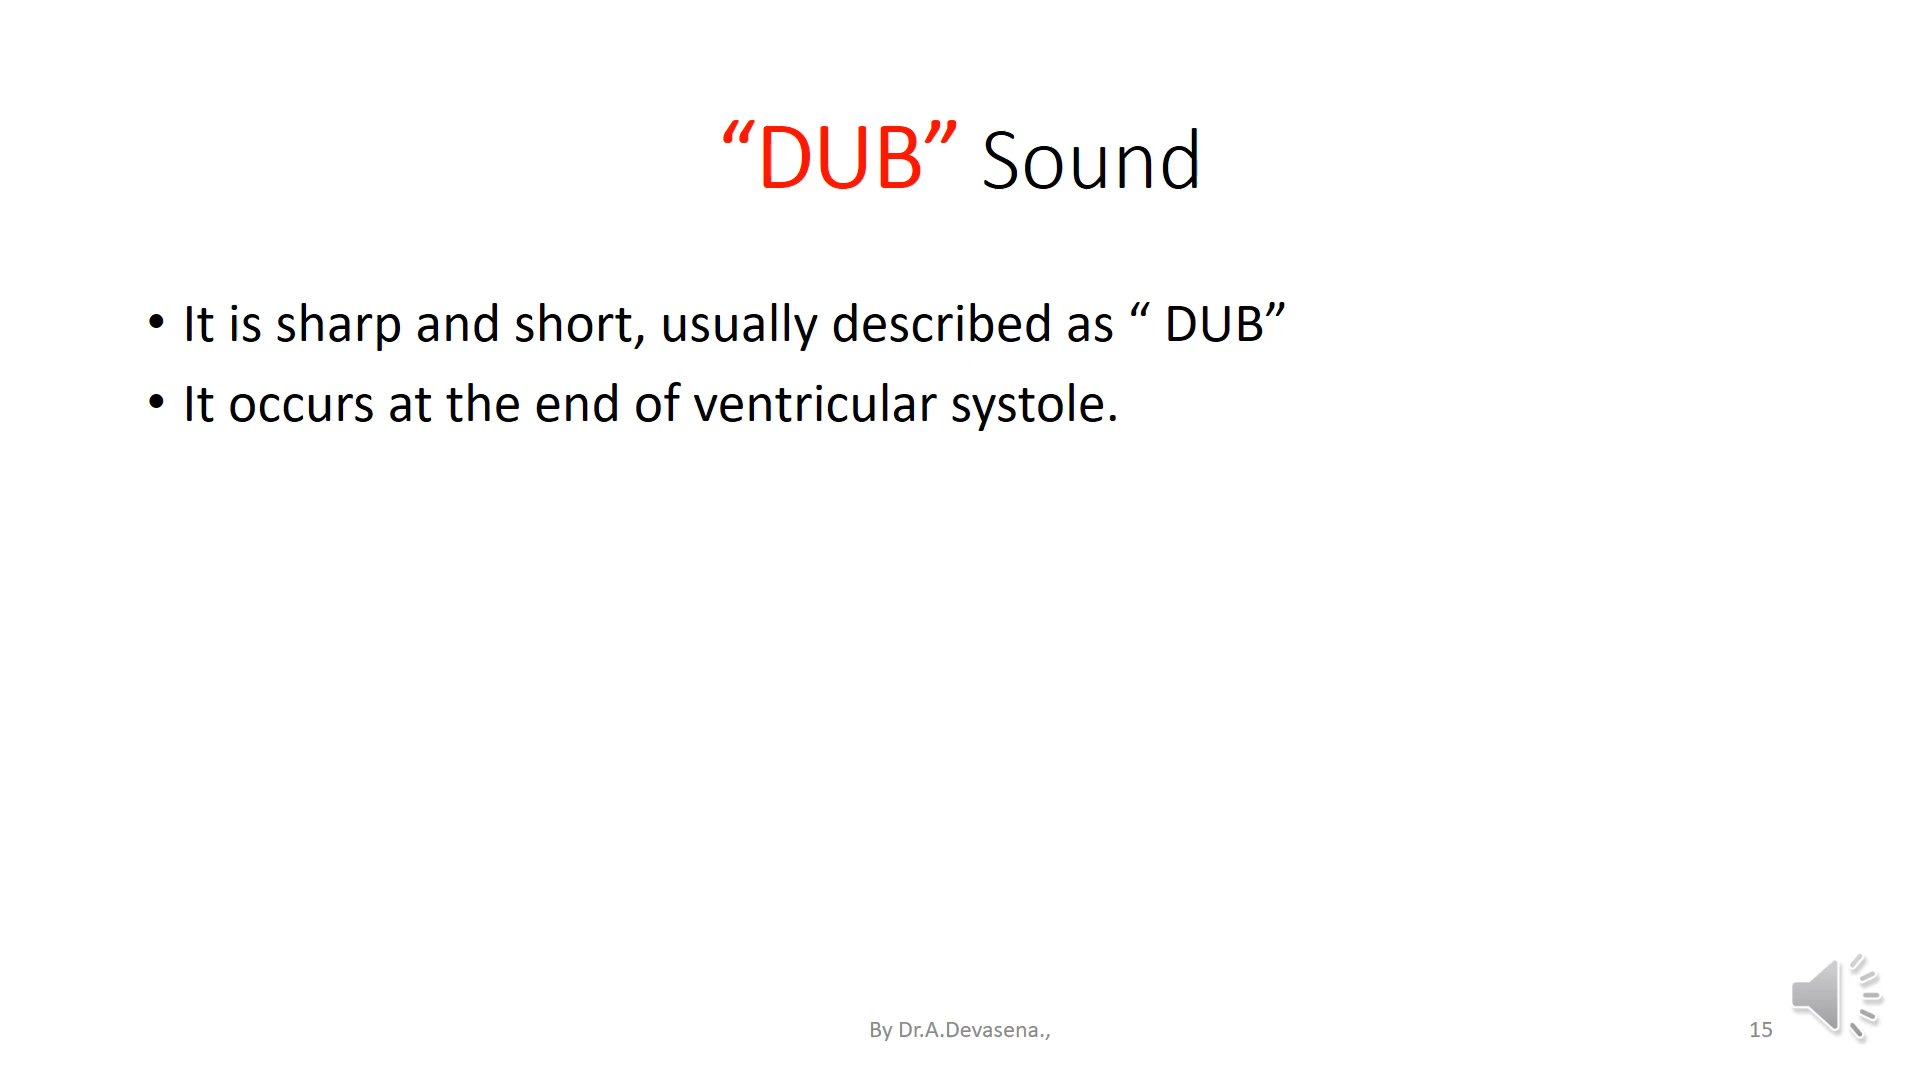 “DUB” Sound
• It is sharp and short, usually described as “ DUB”
• It occurs at the end of ventricular systole.
By Dr.A.Devasena.,
15